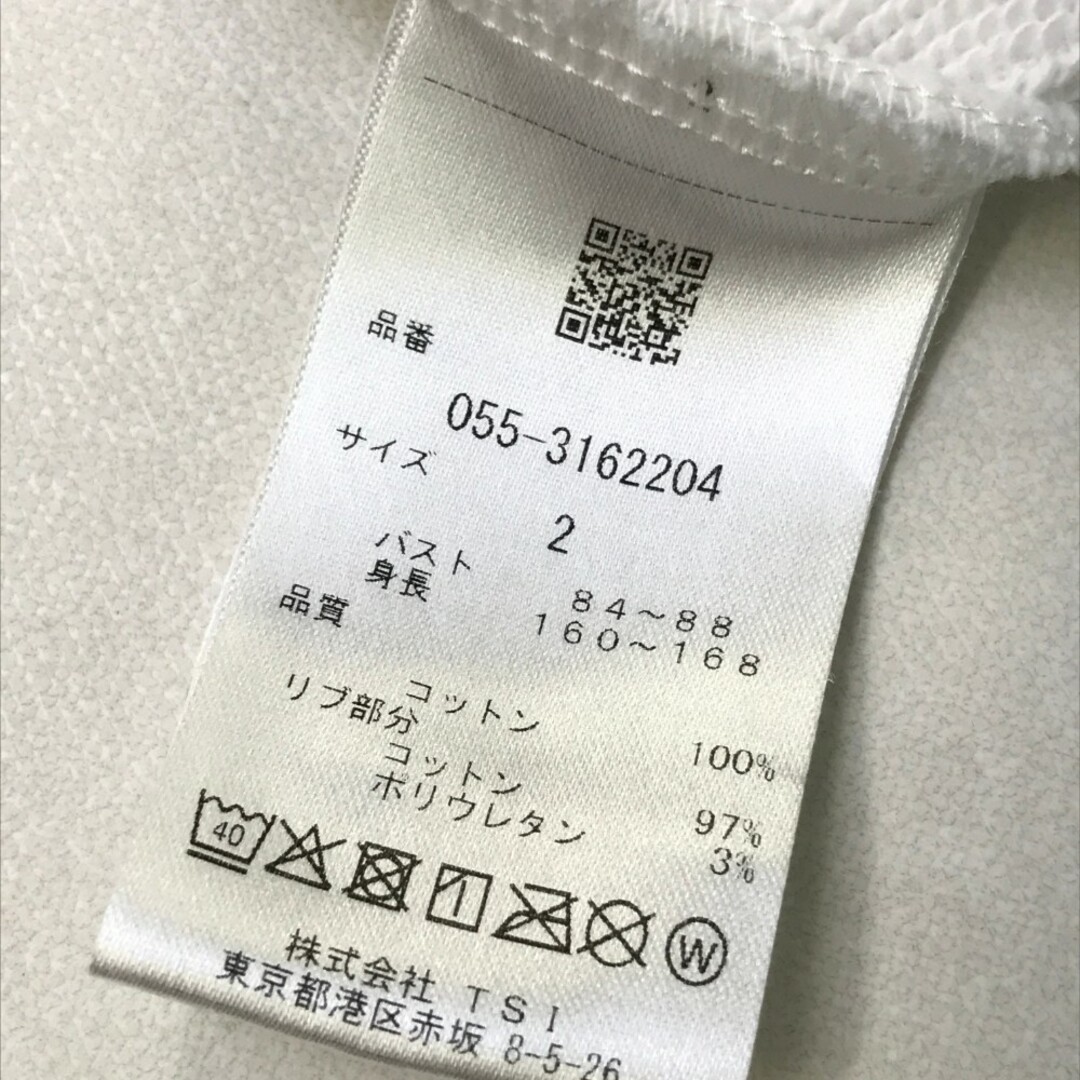 品番
055-3162204
サイズ
2
バスト 84～88
身長 160～168
品質
コットン 100%
リブ部分
コットン 97%
ポリウレタン 3%
40
W
株式会社 TSI
東京都港区赤坂 8-5-26